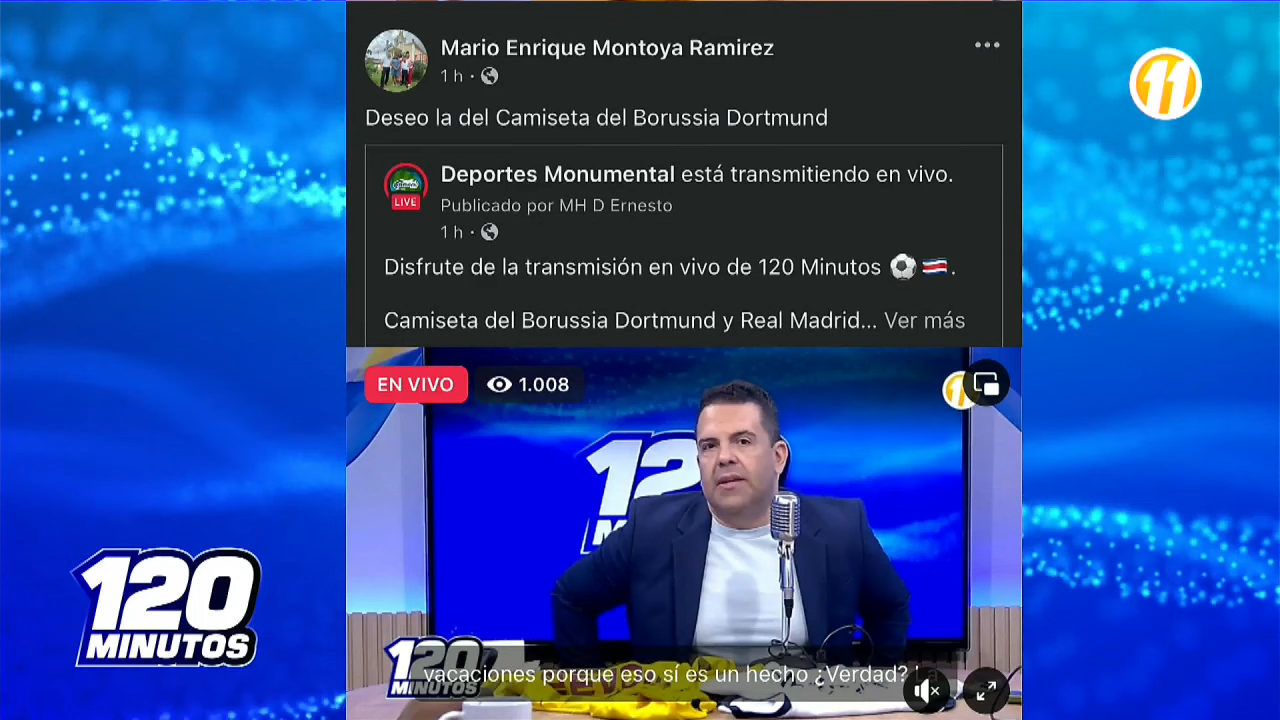 Mario Enrique Montoya Ramirez
1 h ·
11
Deseo la del Camiseta del Borussia Dortmund
Deportes Monumental está transmitiendo en vivo.
LIVE
Publicado por MH D Ernesto
1 h ·
Disfrute de la transmisión en vivo de 120 Minutos ⚽ 🇨🇷.
Camiseta del Borussia Dortmund y Real Madrid... Ver más
EN VIVO
1.008
120
MINUTOS
120
MINUTOS
vacaciones porque eso sí es un hecho ¿Verdad?